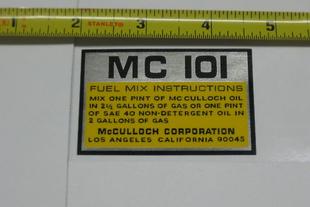 1 STANLEY® 2 3 4 5
MC 101
FUEL MIX INSTRUCTIONS
MIX ONE PINT OF McCULLOCH OIL
IN 2½ GALLONS OF GAS OR ONE PINT
OF SAE 40 NON-DETERGENT OIL IN
2 GALLONS OF GAS
McCULLOCH CORPORATION
LOS ANGELES CALIFORNIA 90045